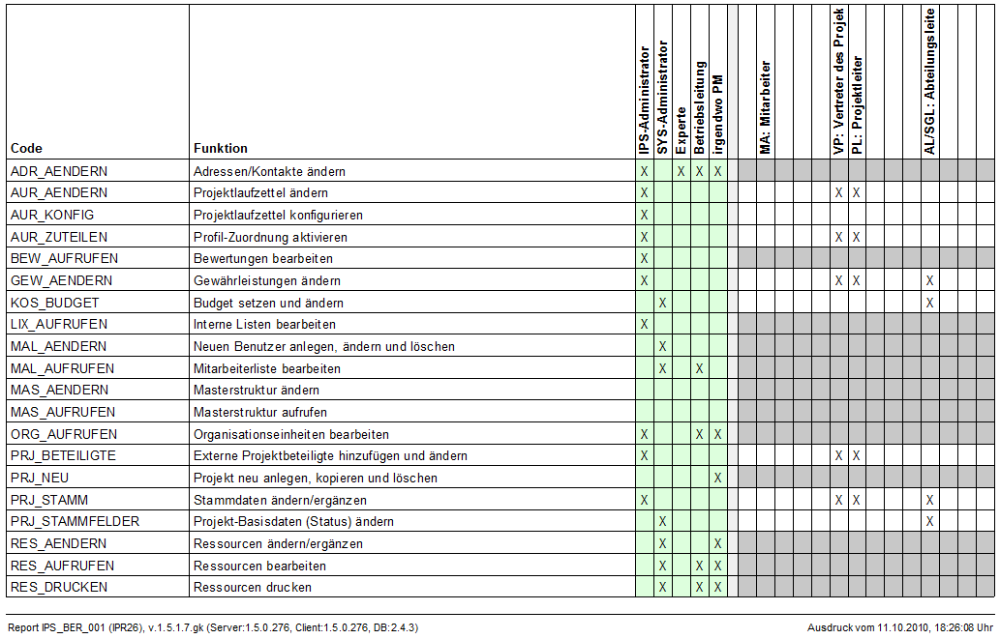 Code Funktion IPS-Administrator SYS-Administrator Experte Betriebsleitung irgendwo PM MA: Mitarbeiter VP: Vertreter des Projek PL: Projektleiter AL/SGL: Abteilungsleite
ADR_AENDERN Adressen/Kontakte ändern X X X X
AUR_AENDERN Projektlaufzettel ändern X X X
AUR_KONFIG Projektlaufzettel konfigurieren X
AUR_ZUTEILEN Profil-Zuordnung aktivieren X X X
BEW_AUFRUFEN Bewertungen bearbeiten X
GEW_AENDERN Gewährleistungen ändern X X X X
KOS_BUDGET Budget setzen und ändern X X
LIX_AUFRUFEN Interne Listen bearbeiten X
MAL_AENDERN Neuen Benutzer anlegen, ändern und löschen X
MAL_AUFRUFEN Mitarbeiterliste bearbeiten X X
MAS_AENDERN Masterstruktur ändern
MAS_AUFRUFEN Masterstruktur aufrufen
ORG_AUFRUFEN Organisationseinheiten bearbeiten X X X
PRJ_BETEILIGTE Externe Projektbeteiligte hinzufügen und ändern X X X
PRJ_NEU Projekt neu anlegen, kopieren und löschen X
PRJ_STAMM Stammdaten ändern/ergänzen X X X X
PRJ_STAMMFELDER Projekt-Basisdaten (Status) ändern X X
RES_AENDERN Ressourcen ändern/ergänzen X X
RES_AUFRUFEN Ressourcen bearbeiten X X X
RES_DRUCKEN Ressourcen drucken X X X
Report IPS_BER_001 (IPR26), v.1.5.1.7.gk (Server:1.5.0.276, Client:1.5.0.276, DB:2.4.3) Ausdruck vom 11.10.2010, 18:26:08 Uhr